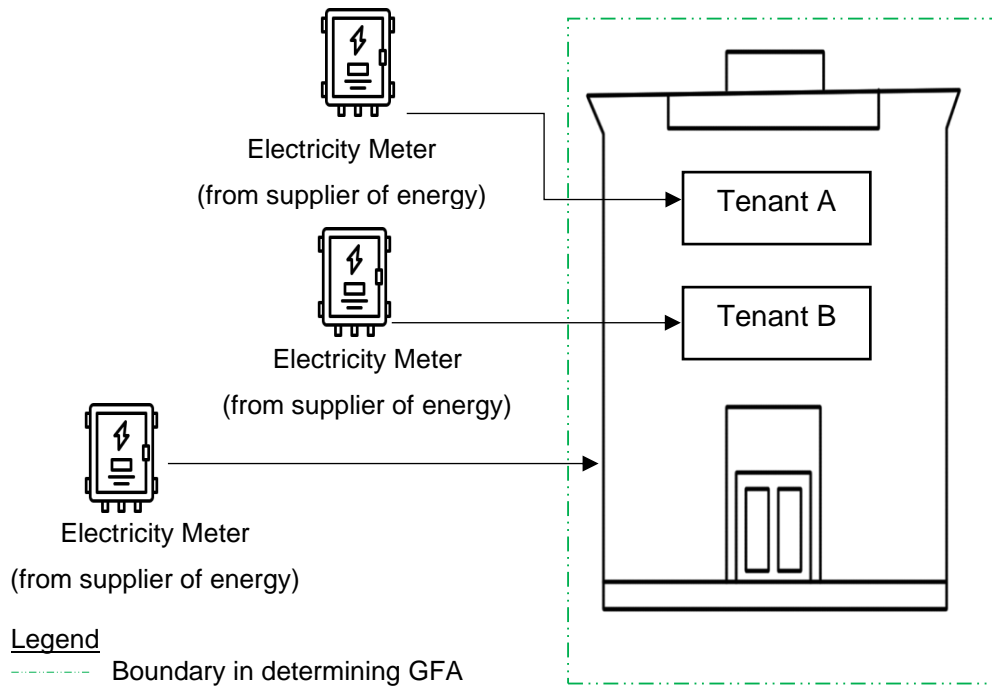 Electricity Meter
(from supplier of energy)
Tenant A
Electricity Meter
(from supplier of energy)
Tenant B
Electricity Meter
(from supplier of energy)
Legend
Boundary in determining GFA